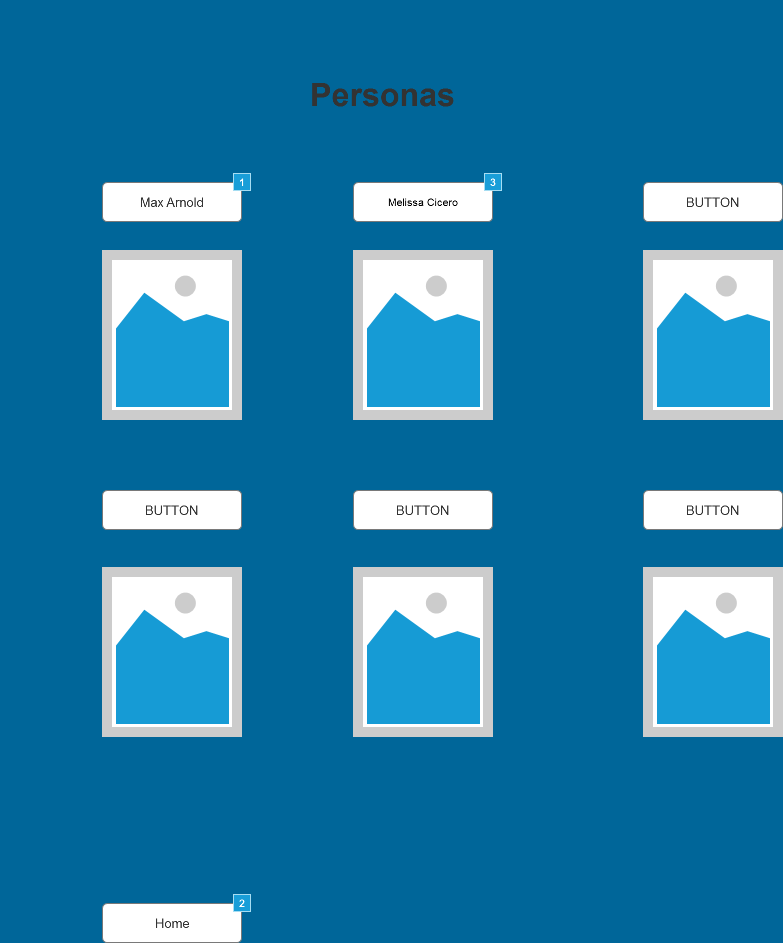 Personas
1
3
Max Arnold
Melissa Cicero
BUTTON
BUTTON
BUTTON
BUTTON
2
Home